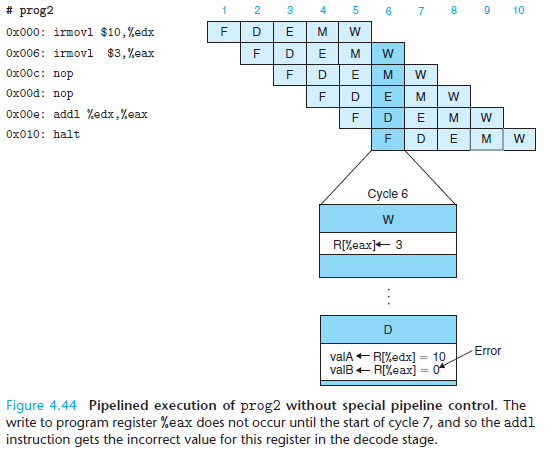 # prog2 1 2 3 4 5 6 7 8 9 10
0x000: irmovl $10,%edx F D E M W
0x006: irmovl $3,%eax F D E M W
0x00c: nop F D E M W
0x00d: nop F D E M W
0x00e: addl %edx,%eax F D E M W
0x010: halt F D E M W
Cycle 6
W
R[%eax]← 3
D
valA ← R[%edx] = 10
valB ← R[%eax] = 0
Error
Figure 4.44 Pipelined execution of prog2 without special pipeline control. The
write to program register %eax does not occur until the start of cycle 7, and so the addl
instruction gets the incorrect value for this register in the decode stage.